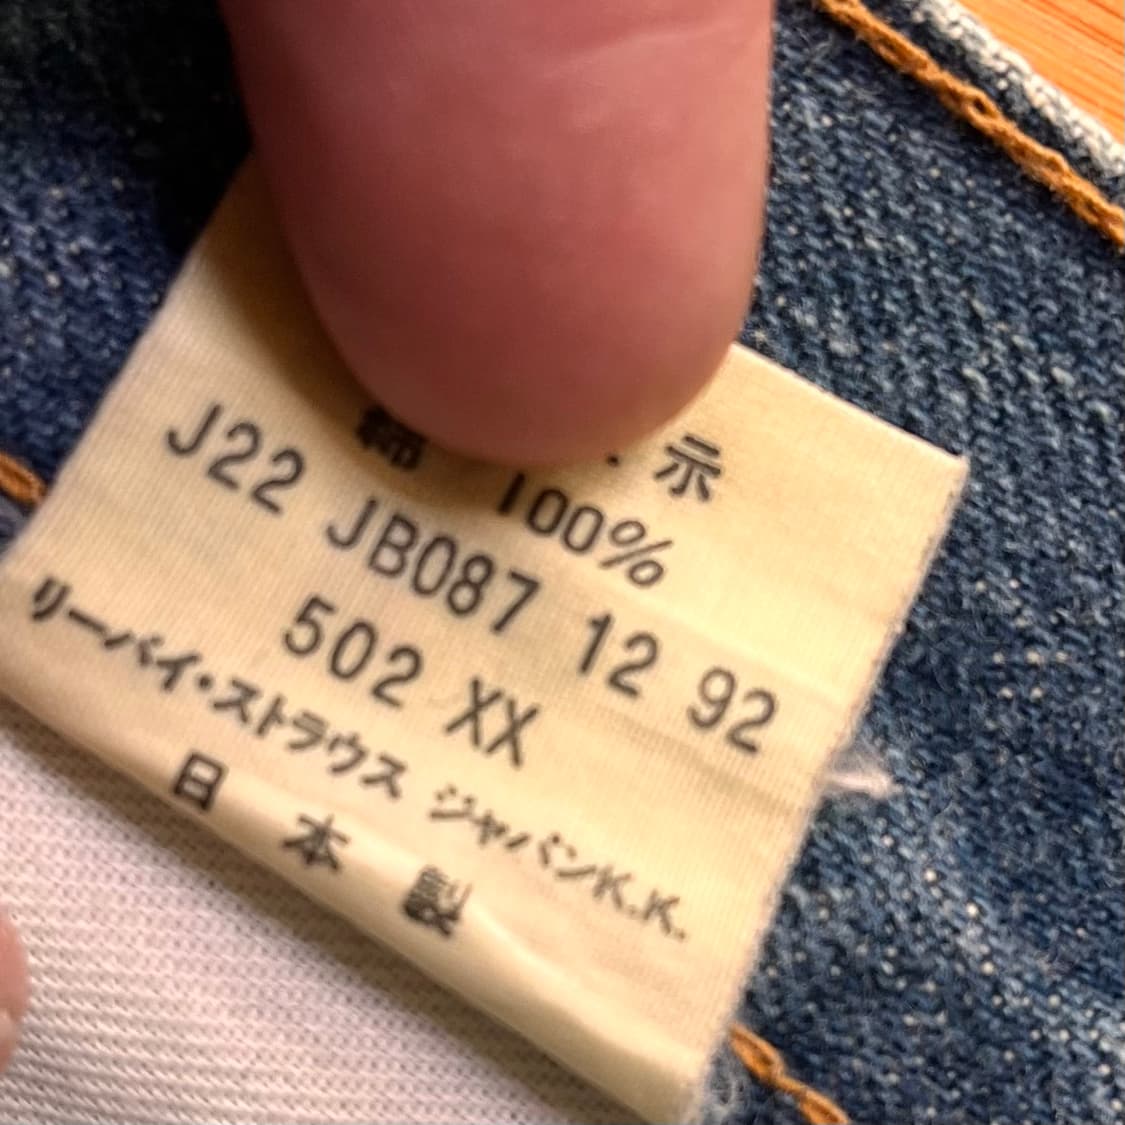 示
綿 100%
J22 JB087 12 92
502 XX
リーバイ・ストラウス ジャパンK.K.
日本製